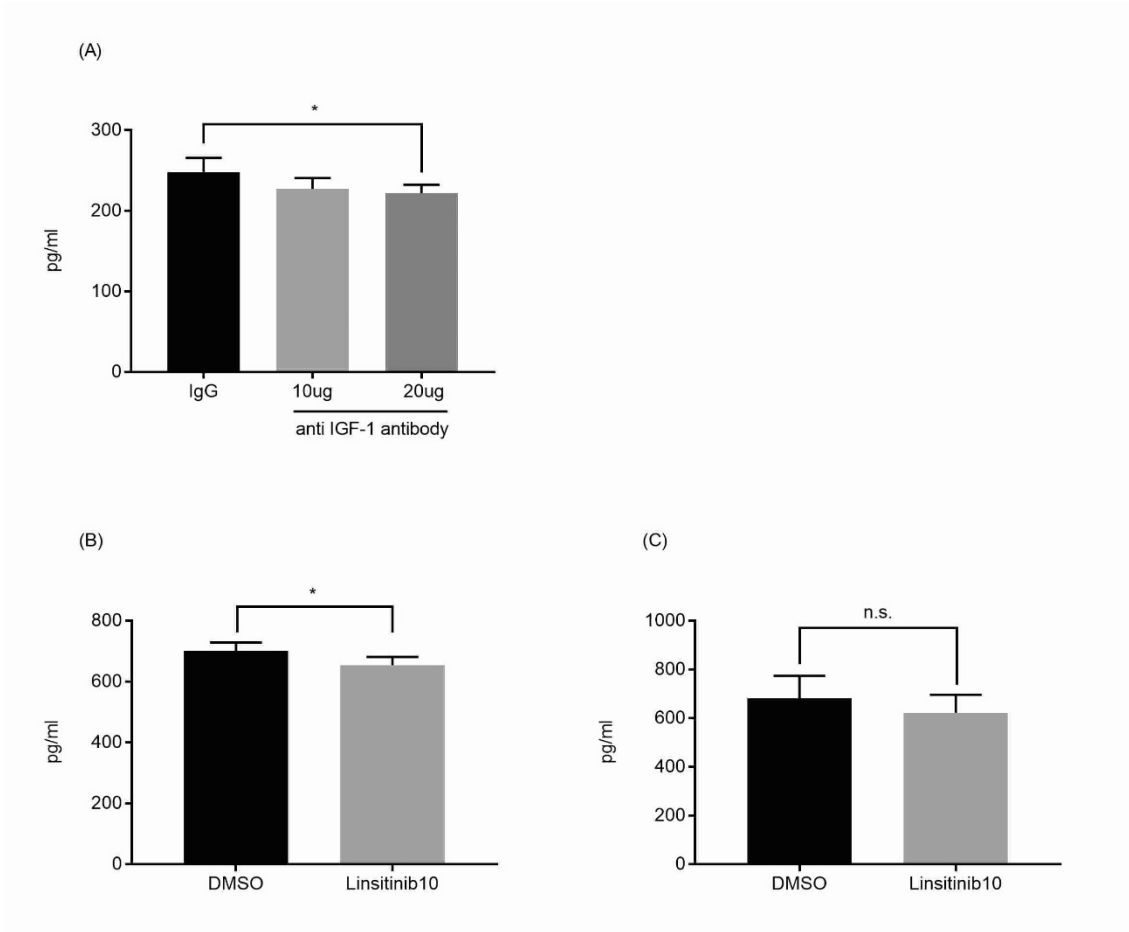 (A)
*
300
200
100
0
pg/ml
IgG 10ug 20ug
anti IGF-1 antibody
(B)
*
800
600
400
200
0
pg/ml
DMSO Linsitinib10
(C)
n.s.
1000
800
600
400
200
0
pg/ml
DMSO Linsitinib10